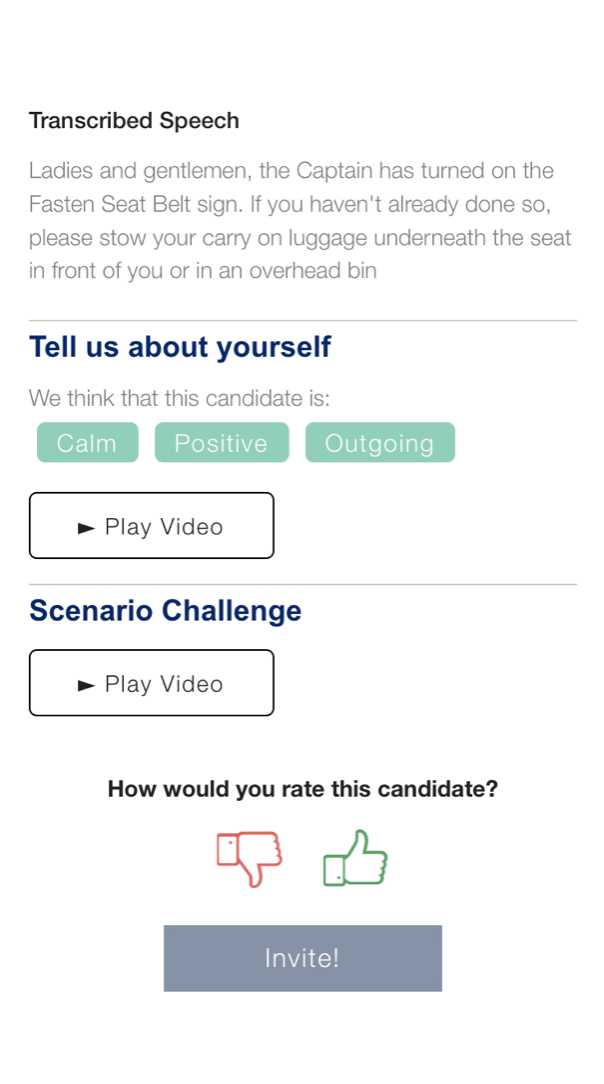 Transcribed Speech
Ladies and gentlemen, the Captain has turned on the
Fasten Seat Belt sign. If you haven't already done so,
please stow your carry on luggage underneath the seat
in front of you or in an overhead bin
Tell us about yourself
We think that this candidate is:
Calm Positive Outgoing
► Play Video
Scenario Challenge
► Play Video
How would you rate this candidate?
Invite!